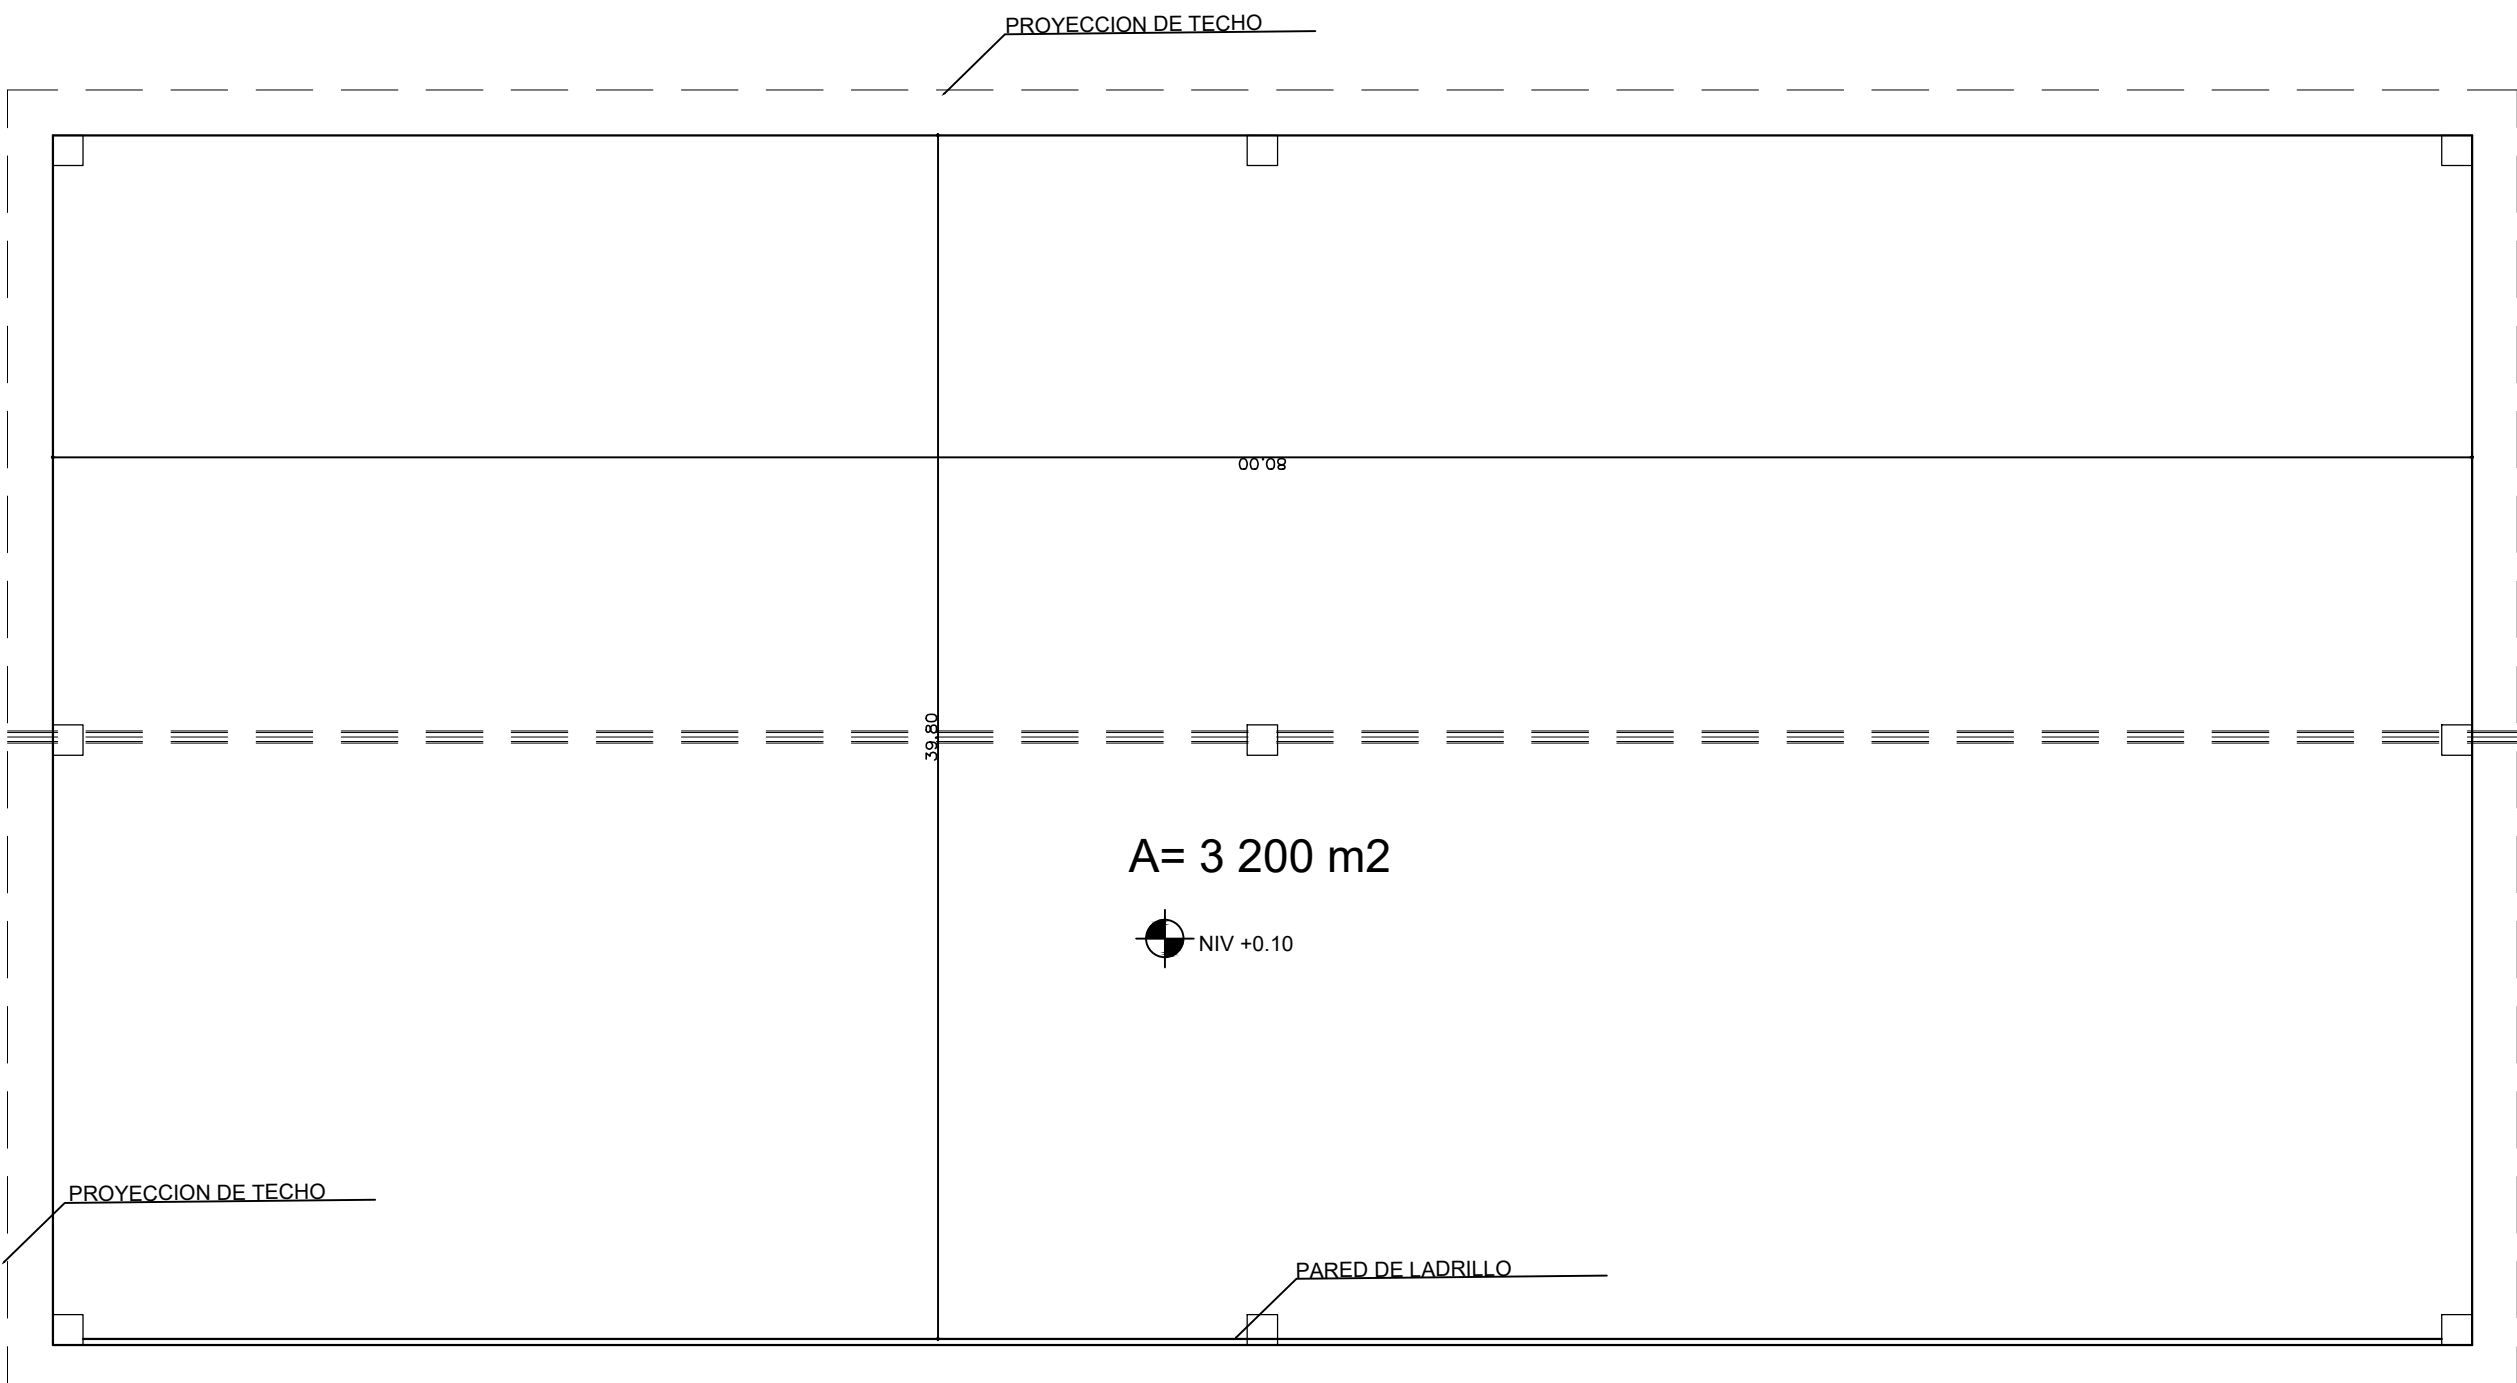 PROYECCION DE TECHO
80.00
39.80
A= 3 200 m2
NIV +0.10
PROYECCION DE TECHO
PARED DE LADRILLO